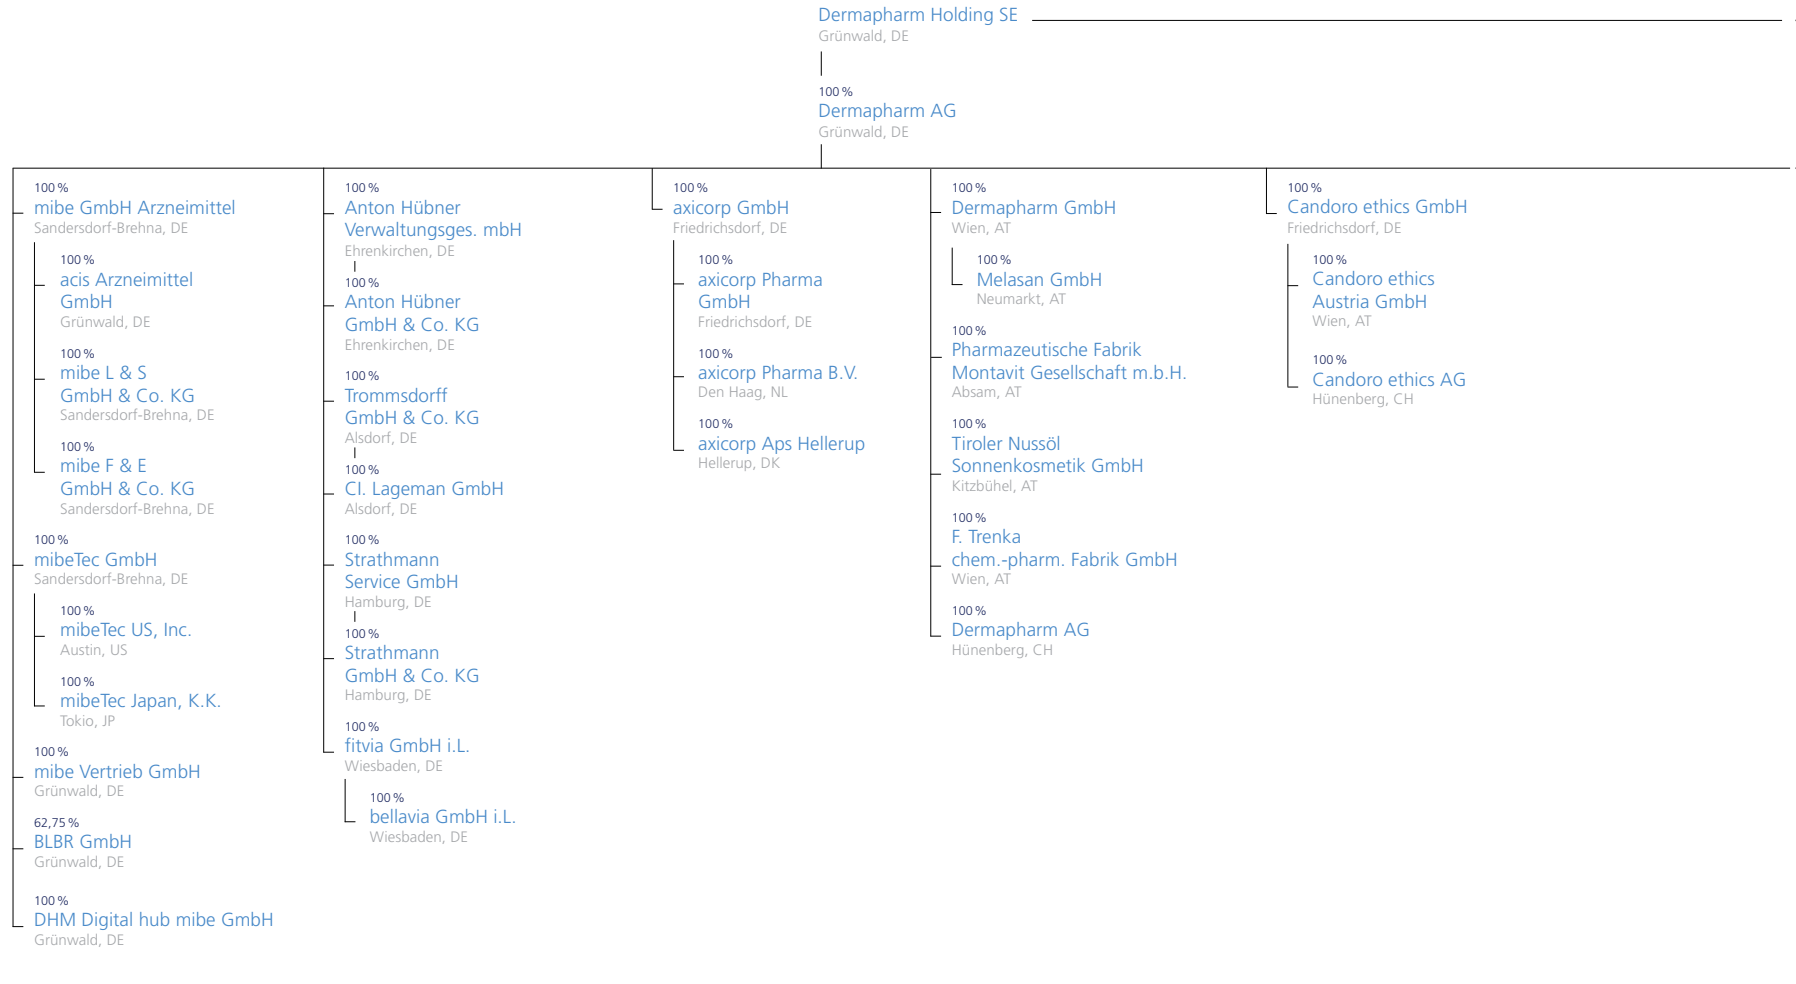 Dermapharm Holding SE
Grünwald, DE
100 %
Dermapharm AG
Grünwald, DE
100 %
mibe GmbH Arzneimittel
Sandersdorf-Brehna, DE
100 %
acis Arzneimittel
GmbH
Grünwald, DE
100 %
mibe L & S
GmbH & Co. KG
Sandersdorf-Brehna, DE
100 %
mibe F & E
GmbH & Co. KG
Sandersdorf-Brehna, DE
100 %
mibeTec GmbH
Sandersdorf-Brehna, DE
100 %
mibeTec US, Inc.
Austin, US
100 %
mibeTec Japan, K.K.
Tokio, JP
100 %
mibe Vertrieb GmbH
Grünwald, DE
62,75 %
BLBR GmbH
Grünwald, DE
100 %
DHM Digital hub mibe GmbH
Grünwald, DE
100 %
Anton Hübner
Verwaltungsges. mbH
Ehrenkirchen, DE
100 %
Anton Hübner
GmbH & Co. KG
Ehrenkirchen, DE
100 %
Trommsdorff
GmbH & Co. KG
Alsdorf, DE
100 %
Cl. Lageman GmbH
Alsdorf, DE
100 %
Strathmann
Service GmbH
Hamburg, DE
100 %
Strathmann
GmbH & Co. KG
Hamburg, DE
100 %
fitvia GmbH i.L.
Wiesbaden, DE
100 %
bellavia GmbH i.L.
Wiesbaden, DE
100 %
axicorp GmbH
Friedrichsdorf, DE
100 %
axicorp Pharma
GmbH
Friedrichsdorf, DE
100 %
axicorp Pharma B.V.
Den Haag, NL
100 %
axicorp Aps Hellerup
Hellerup, DK
100 %
Dermapharm GmbH
Wien, AT
100 %
Melasan GmbH
Neumarkt, AT
100 %
Pharmazeutische Fabrik
Montavit Gesellschaft m.b.H.
Absam, AT
100 %
Tiroler Nussöl
Sonnenkosmetik GmbH
Kitzbühel, AT
100 %
F. Trenka
chem.-pharm. Fabrik GmbH
Wien, AT
100 %
Dermapharm AG
Hünenberg, CH
100 %
Candoro ethics GmbH
Friedrichsdorf, DE
100 %
Candoro ethics
Austria GmbH
Wien, AT
100 %
Candoro ethics AG
Hünenberg, CH